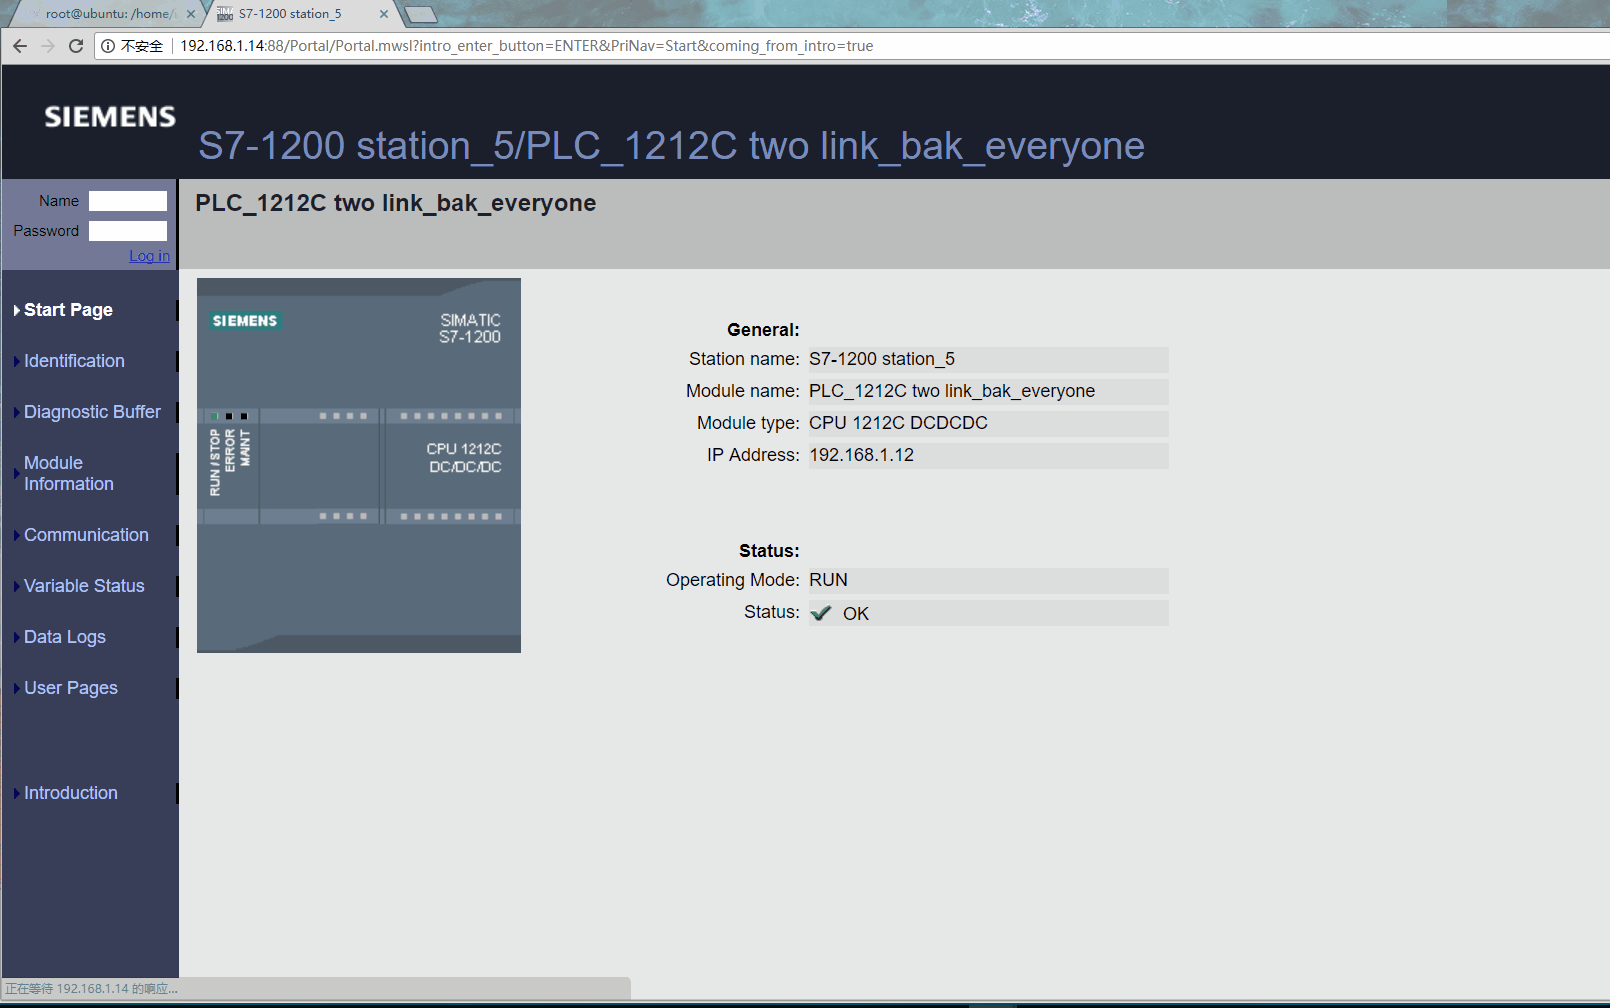 root@ubuntu: /home/
S7-1200 station_5
不安全
192.168.1.14:88/Portal/Portal.mwsl?intro_enter_button=ENTER&PriNav=Start&coming_from_intro=true
SIEMENS
S7-1200 station_5/PLC_1212C two link_bak_everyone
Name
Password
Log in
PLC_1212C two link_bak_everyone
Start Page
Identification
Diagnostic Buffer
Module
Information
Communication
Variable Status
Data Logs
User Pages
Introduction
SIEMENS
SIMATIC
S7-1200
RUN / STOP
ERROR
MAINT
CPU 1212C
DC/DC/DC
General:
Station name: S7-1200 station_5
Module name: PLC_1212C two link_bak_everyone
Module type: CPU 1212C DCDCDC
IP Address: 192.168.1.12
Status:
Operating Mode: RUN
Status: OK
正在等待 192.168.1.14 的响应...